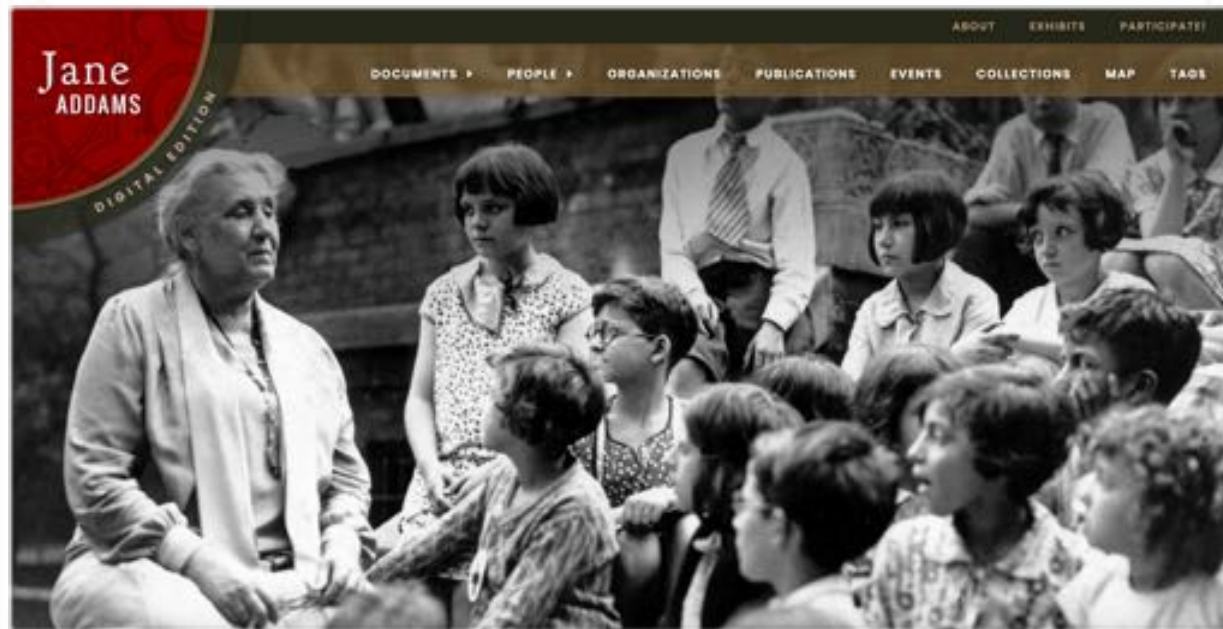 Jane
ADDAMS
DIGITAL EDITION
ABOUT EXHIBITS PARTICIPATE!
DOCUMENTS PEOPLE ORGANIZATIONS PUBLICATIONS EVENTS COLLECTIONS MAP TAGS